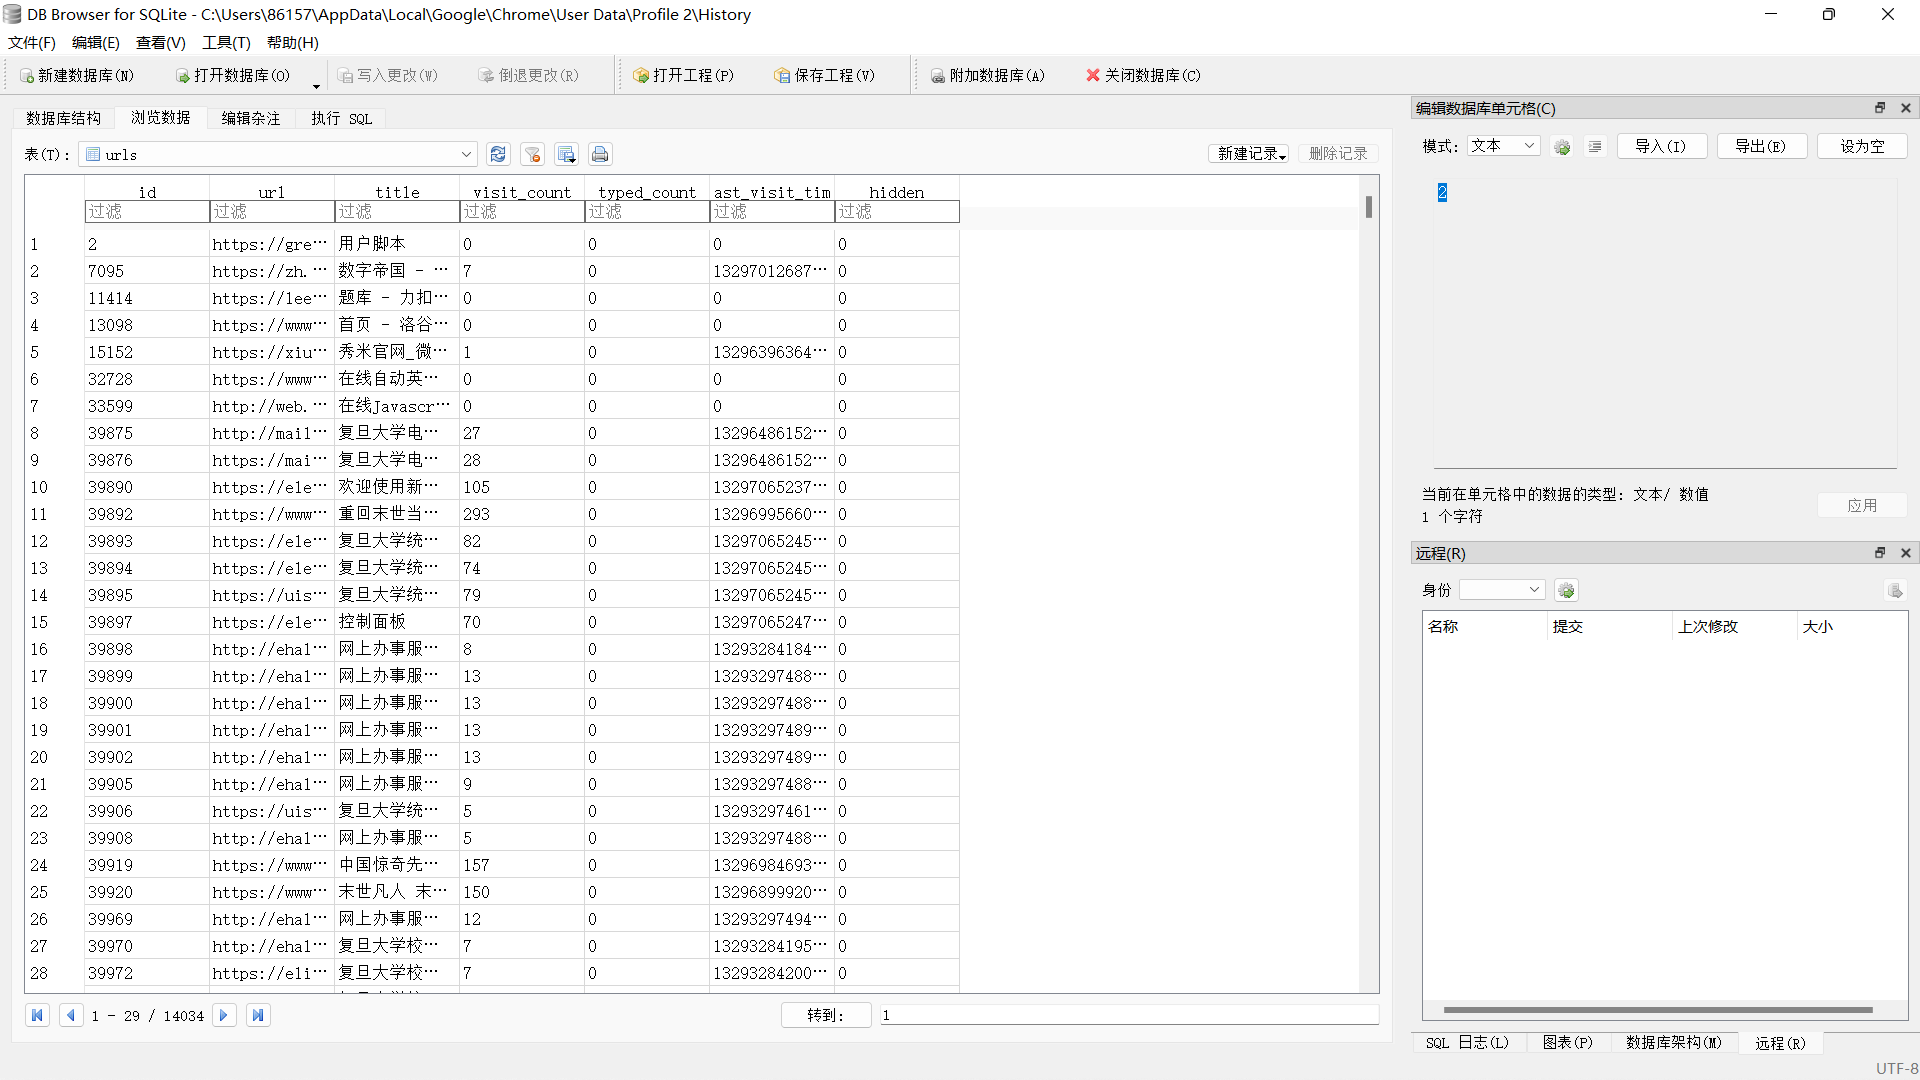 DB Browser for SQLite - C:\Users\86157\AppData\Local\Google\Chrome\User Data\Profile 2\History
文件(F) 编辑(E) 查看(V) 工具(T) 帮助(H)
新建数据库(N) 打开数据库(O) 写入更改(W) 倒退更改(R) 打开工程(P) 保存工程(V) 附加数据库(A) 关闭数据库(C)
数据库结构 浏览数据 编辑杂注 执行 SQL
表(T): urls 新建记录 删除记录
id url title visit_count typed_count ast_visit_tim hidden
过滤 过滤 过滤 过滤 过滤 过滤 过滤
1 2 https://gre… 用户脚本 0 0 0 0
2 7095 https://zh.… 数字帝国 - … 7 0 13297012687… 0
3 11414 https://lee… 题库 - 力扣… 0 0 0 0
4 13098 https://www… 首页 - 洛谷… 0 0 0 0
5 15152 https://xiu… 秀米官网_微… 1 0 13296396364… 0
6 32728 https://www… 在线自动英… 0 0 0 0
7 33599 http://web.… 在线Javascr… 0 0 0 0
8 39875 http://mail… 复旦大学电… 27 0 13296486152… 0
9 39876 https://mai… 复旦大学电… 28 0 13296486152… 0
10 39890 https://ele… 欢迎使用新… 105 0 13297065237… 0
11 39892 https://www… 重回末世当… 293 0 13296995660… 0
12 39893 https://ele… 复旦大学统… 82 0 13297065245… 0
13 39894 https://ele… 复旦大学统… 74 0 13297065245… 0
14 39895 https://uis… 复旦大学统… 79 0 13297065245… 0
15 39897 https://ele… 控制面板 70 0 13297065247… 0
16 39898 http://ehal… 网上办事服… 8 0 13293284184… 0
17 39899 http://ehal… 网上办事服… 13 0 13293297488… 0
18 39900 http://ehal… 网上办事服… 13 0 13293297488… 0
19 39901 http://ehal… 网上办事服… 13 0 13293297489… 0
20 39902 http://ehal… 网上办事服… 13 0 13293297489… 0
21 39905 http://ehal… 网上办事服… 9 0 13293297488… 0
22 39906 https://uis… 复旦大学统… 5 0 13293297461… 0
23 39908 http://ehal… 网上办事服… 5 0 13293297488… 0
24 39919 https://www… 中国惊奇先… 157 0 13296984693… 0
25 39920 https://www… 末世凡人 末… 150 0 13296899920… 0
26 39969 http://ehal… 网上办事服… 12 0 13293297494… 0
27 39970 http://ehal… 复旦大学校… 7 0 13293284195… 0
28 39972 https://eli… 复旦大学校… 7 0 13293284200… 0
1 - 29 / 14034 转到: 1
编辑数据库单元格(C)
模式: 文本 导入(I) 导出(E) 设为空
2
当前在单元格中的数据的类型: 文本/ 数值
1 个字符
应用
远程(R)
身份
名称 提交 上次修改 大小
SQL 日志(L) 图表(P) 数据库架构(M) 远程(R)
UTF-8